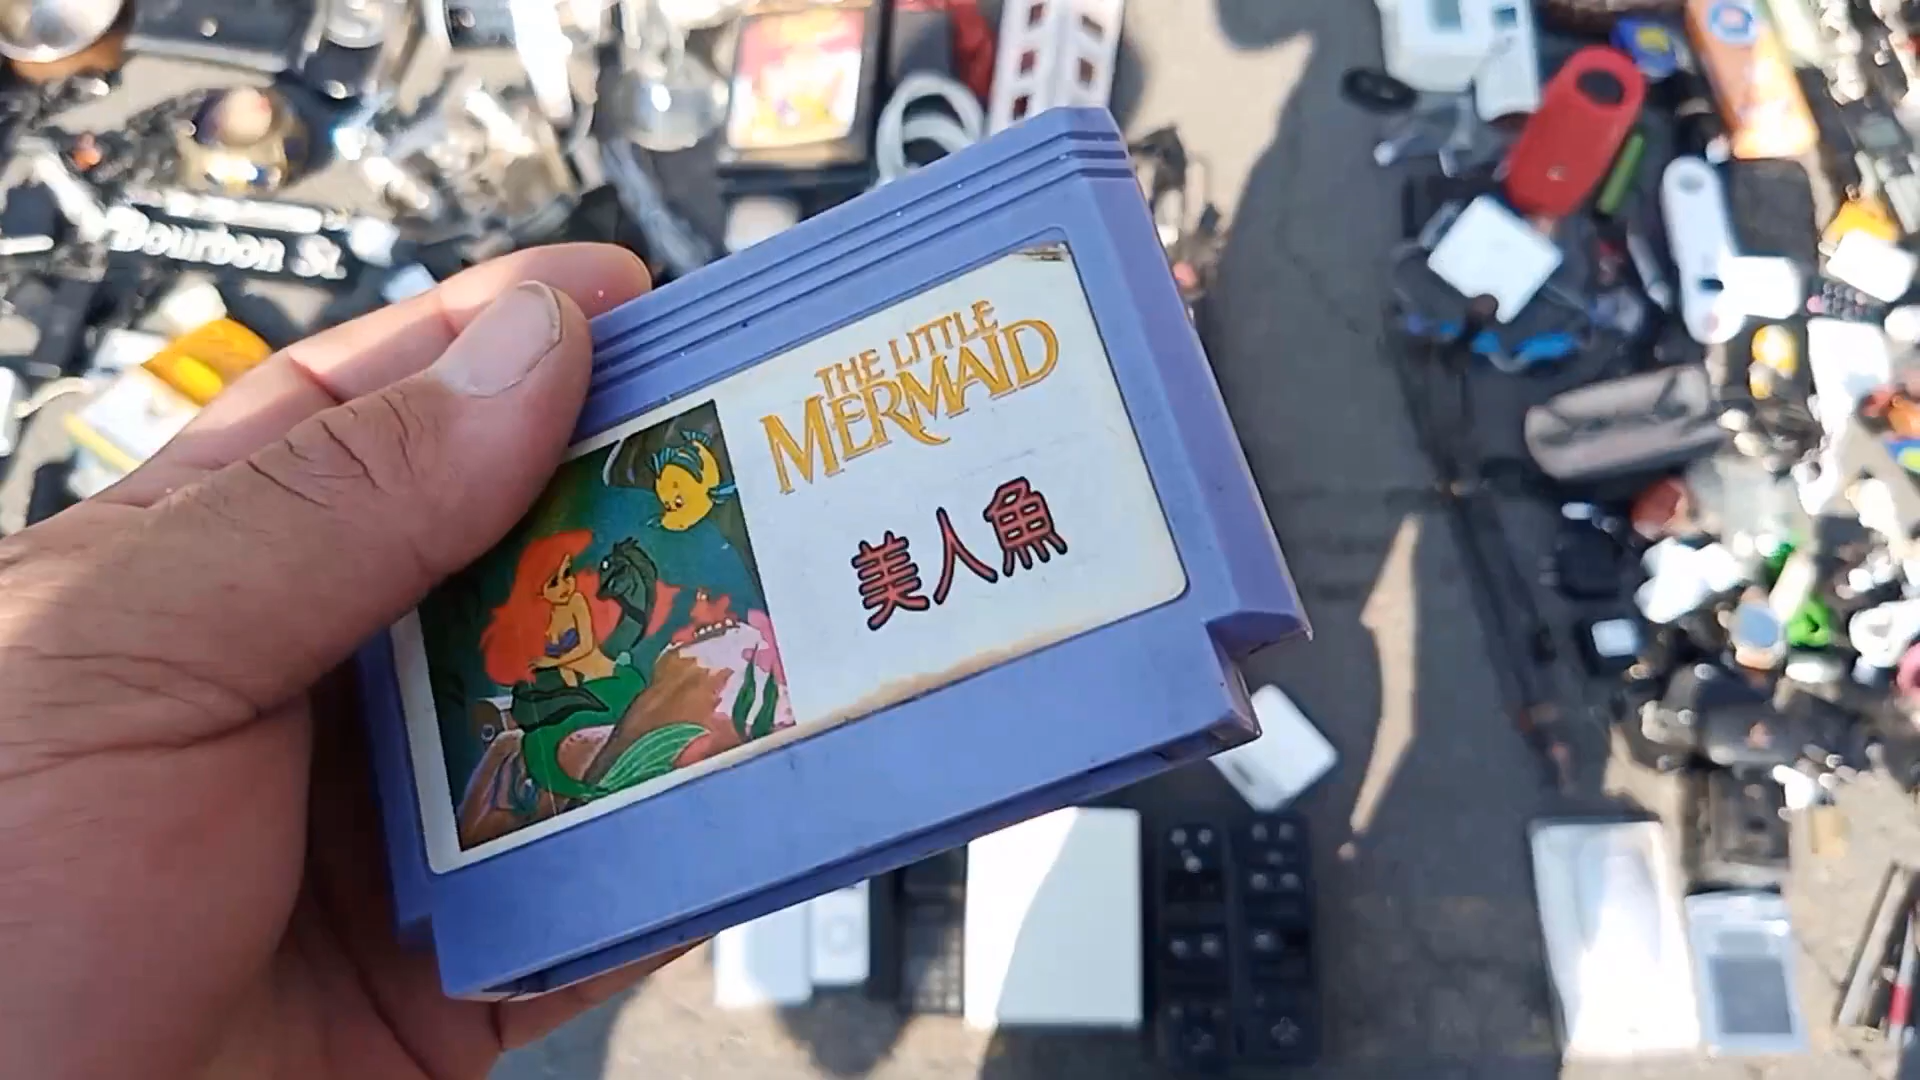 Bourbon St.
THE LITTLE
MERMAID
美人魚